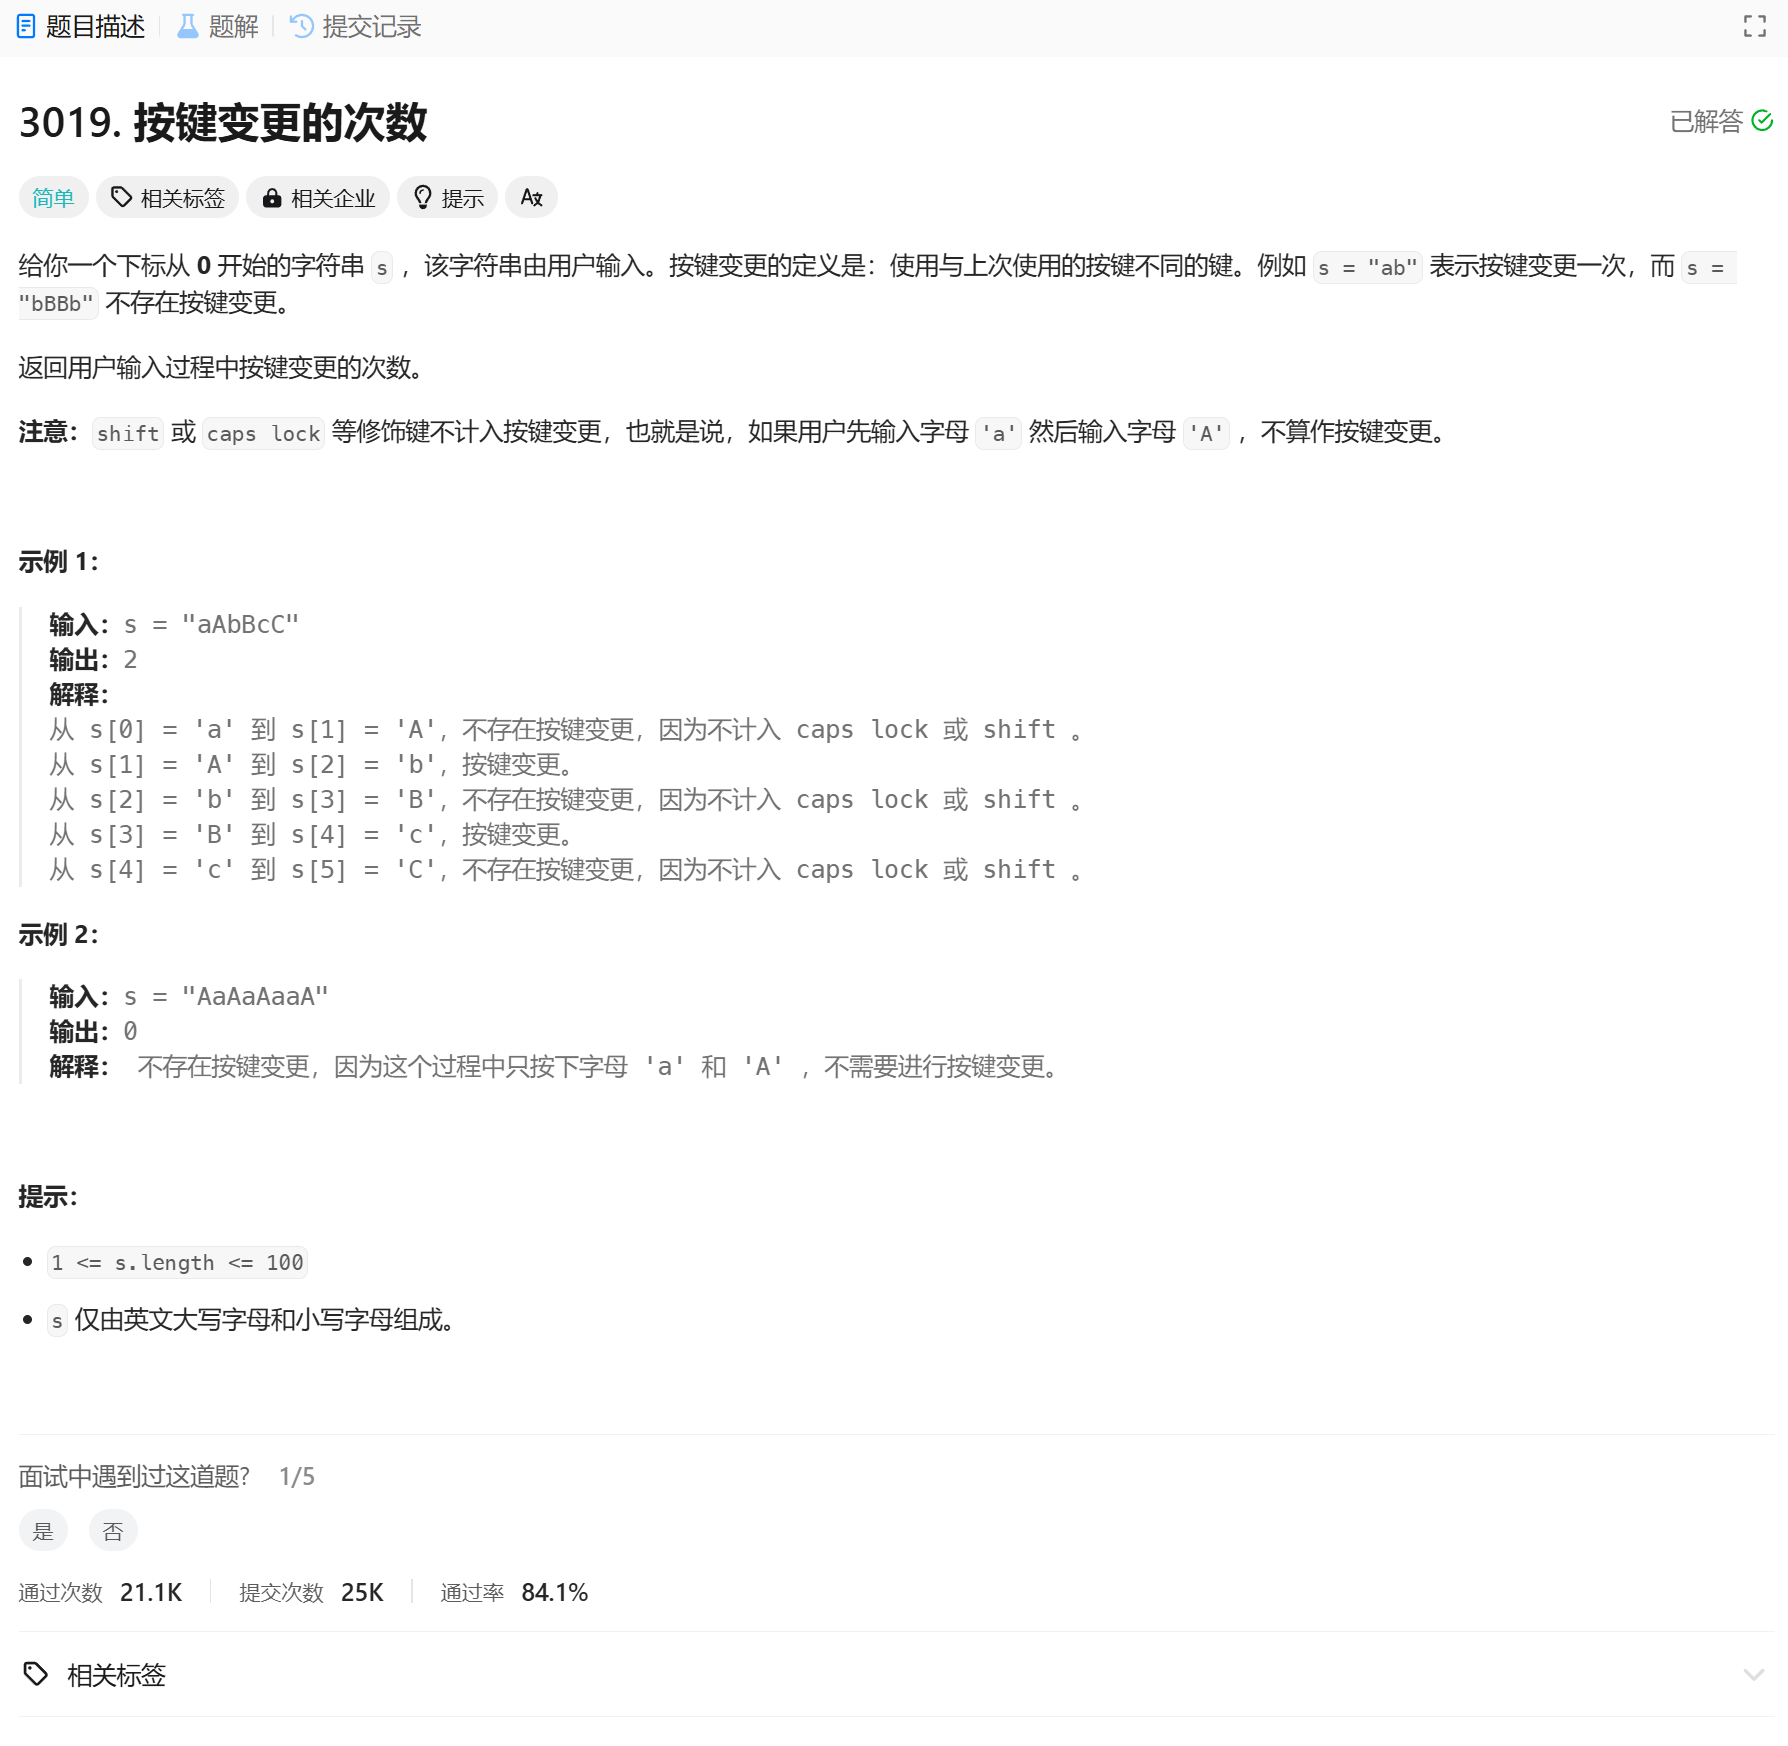 题目描述 题解 提交记录
3019. 按键变更的次数 已解答
简单 相关标签 相关企业 提示
给你一个下标从 0 开始的字符串 s ，该字符串由用户输入。按键变更的定义是：使用与上次使用的按键不同的键。例如 s = "ab" 表示按键变更一次，而 s =
"bBBb" 不存在按键变更。
返回用户输入过程中按键变更的次数。
注意：shift 或 caps lock 等修饰键不计入按键变更，也就是说，如果用户先输入字母 'a' 然后输入字母 'A' ，不算作按键变更。
示例 1：
输入：s = "aAbBcC"
输出：2
解释：
从 s[0] = 'a' 到 s[1] = 'A'，不存在按键变更，因为不计入 caps lock 或 shift 。
从 s[1] = 'A' 到 s[2] = 'b'，按键变更。
从 s[2] = 'b' 到 s[3] = 'B'，不存在按键变更，因为不计入 caps lock 或 shift 。
从 s[3] = 'B' 到 s[4] = 'c'，按键变更。
从 s[4] = 'c' 到 s[5] = 'C'，不存在按键变更，因为不计入 caps lock 或 shift 。
示例 2：
输入：s = "AaAaAaaA"
输出：0
解释： 不存在按键变更，因为这个过程中只按下字母 'a' 和 'A' ，不需要进行按键变更。
提示：
1 <= s.length <= 100
s 仅由英文大写字母和小写字母组成。
面试中遇到过这道题? 1/5
是 否
通过次数 21.1K 提交次数 25K 通过率 84.1%
相关标签